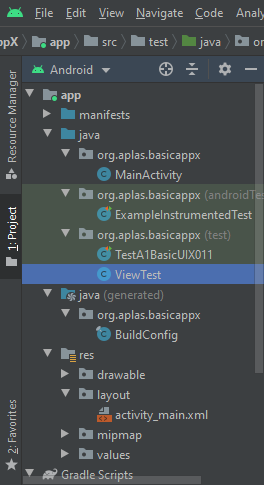 File Edit View Navigate Code Analy
ppX app src test java or
Android
app
manifests
java
org.aplas.basicappx
MainActivity
org.aplas.basicappx (androidTes
ExampleInstrumentedTest
org.aplas.basicappx (test)
TestA1BasicUIX011
ViewTest
java (generated)
org.aplas.basicappx
BuildConfig
res
drawable
layout
activity_main.xml
mipmap
values
Gradle Scripts
Resource Manager
1: Project
2: Favorites